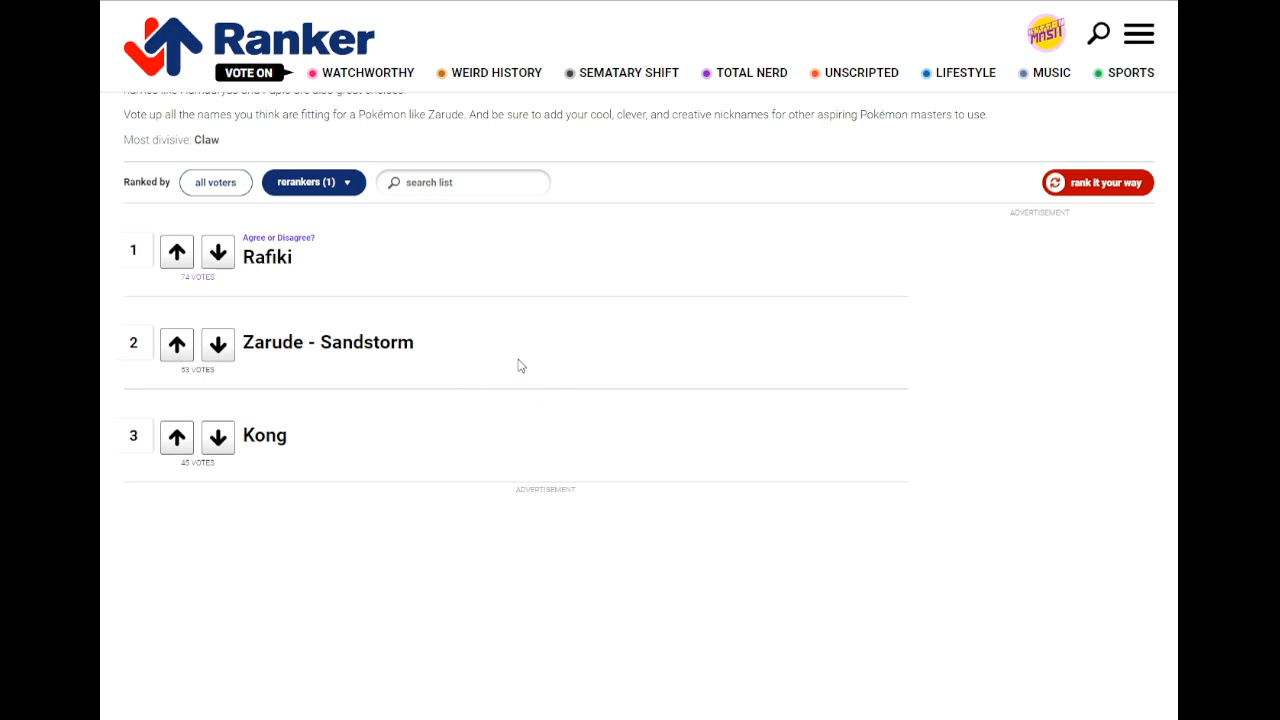 Ranker
VOTE ON
WATCHWORTHY
WEIRD HISTORY
SEMATARY SHIFT
TOTAL NERD
UNSCRIPTED
LIFESTYLE
MUSIC
SPORTS
Vote up all the names you think are fitting for a Pokémon like Zarude. And be sure to add your cool, clever, and creative nicknames for other aspiring Pokémon masters to use.
Most divisive: Claw
Ranked by all voters rerankers (1) search list rank it your way
ADVERTISEMENT
Agree or Disagree?
1 Rafiki
74 VOTES
2 Zarude - Sandstorm
53 VOTES
3 Kong
45 VOTES
ADVERTISEMENT